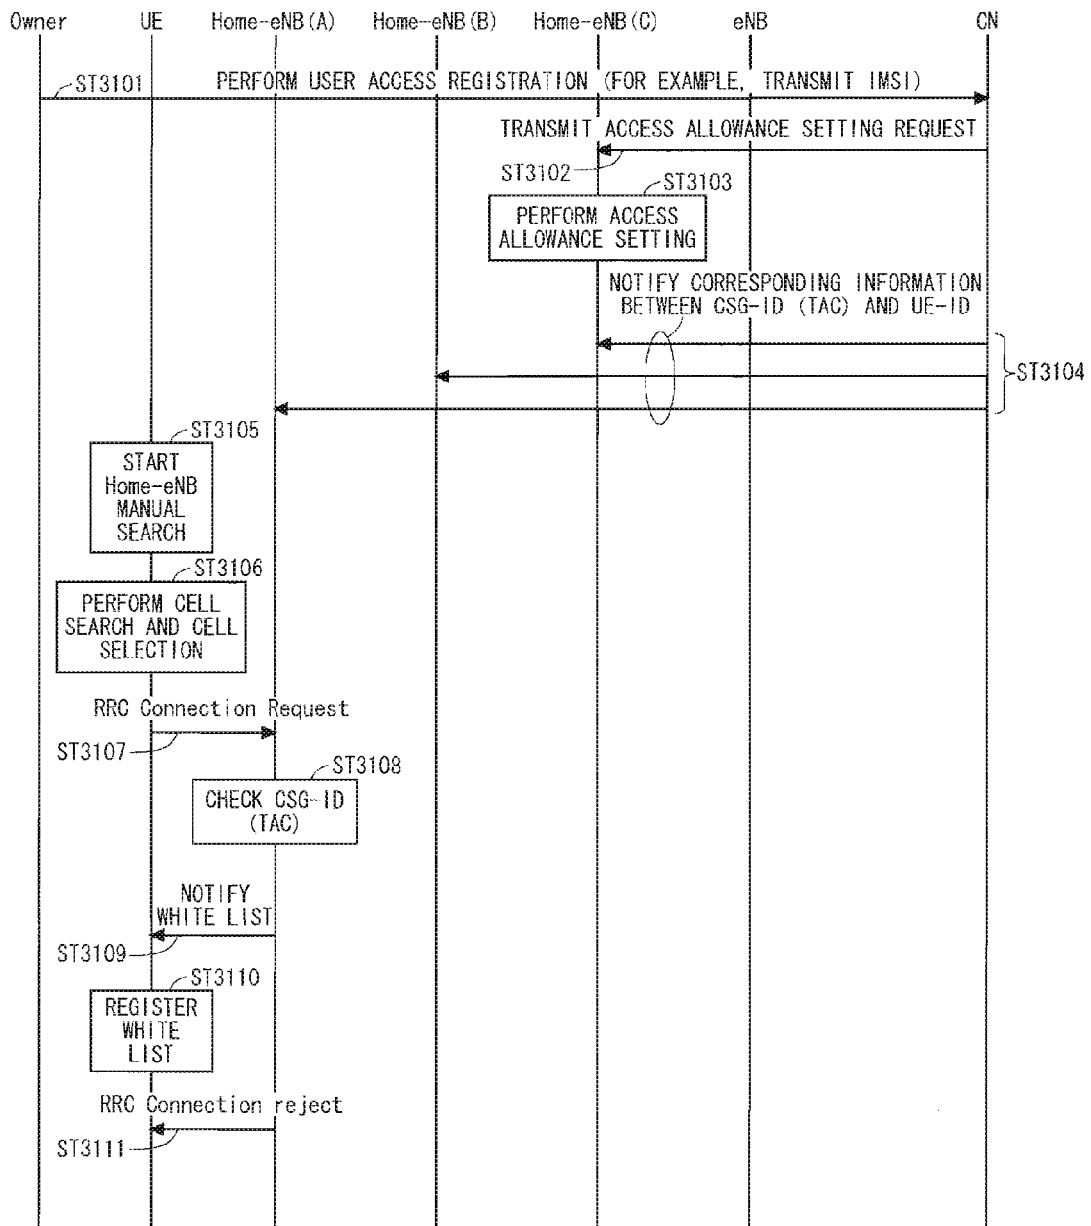 Owner UE Home-eNB(A) Home-eNB(B) Home-eNB(C) eNB CN
ST3101
PERFORM USER ACCESS REGISTRATION (FOR EXAMPLE, TRANSMIT IMSI)
TRANSMIT ACCESS ALLOWANCE SETTING REQUEST
ST3102
ST3103
PERFORM ACCESS
ALLOWANCE SETTING
NOTIFY CORRESPONDING INFORMATION
BETWEEN CSG-ID (TAC) AND UE-ID
ST3104
ST3105
START
Home-eNB
MANUAL
SEARCH
ST3106
PERFORM CELL
SEARCH AND CELL
SELECTION
RRC Connection Request
ST3107
ST3108
CHECK CSG-ID
(TAC)
NOTIFY
WHITE LIST
ST3109
ST3110
REGISTER
WHITE
LIST
RRC Connection reject
ST3111